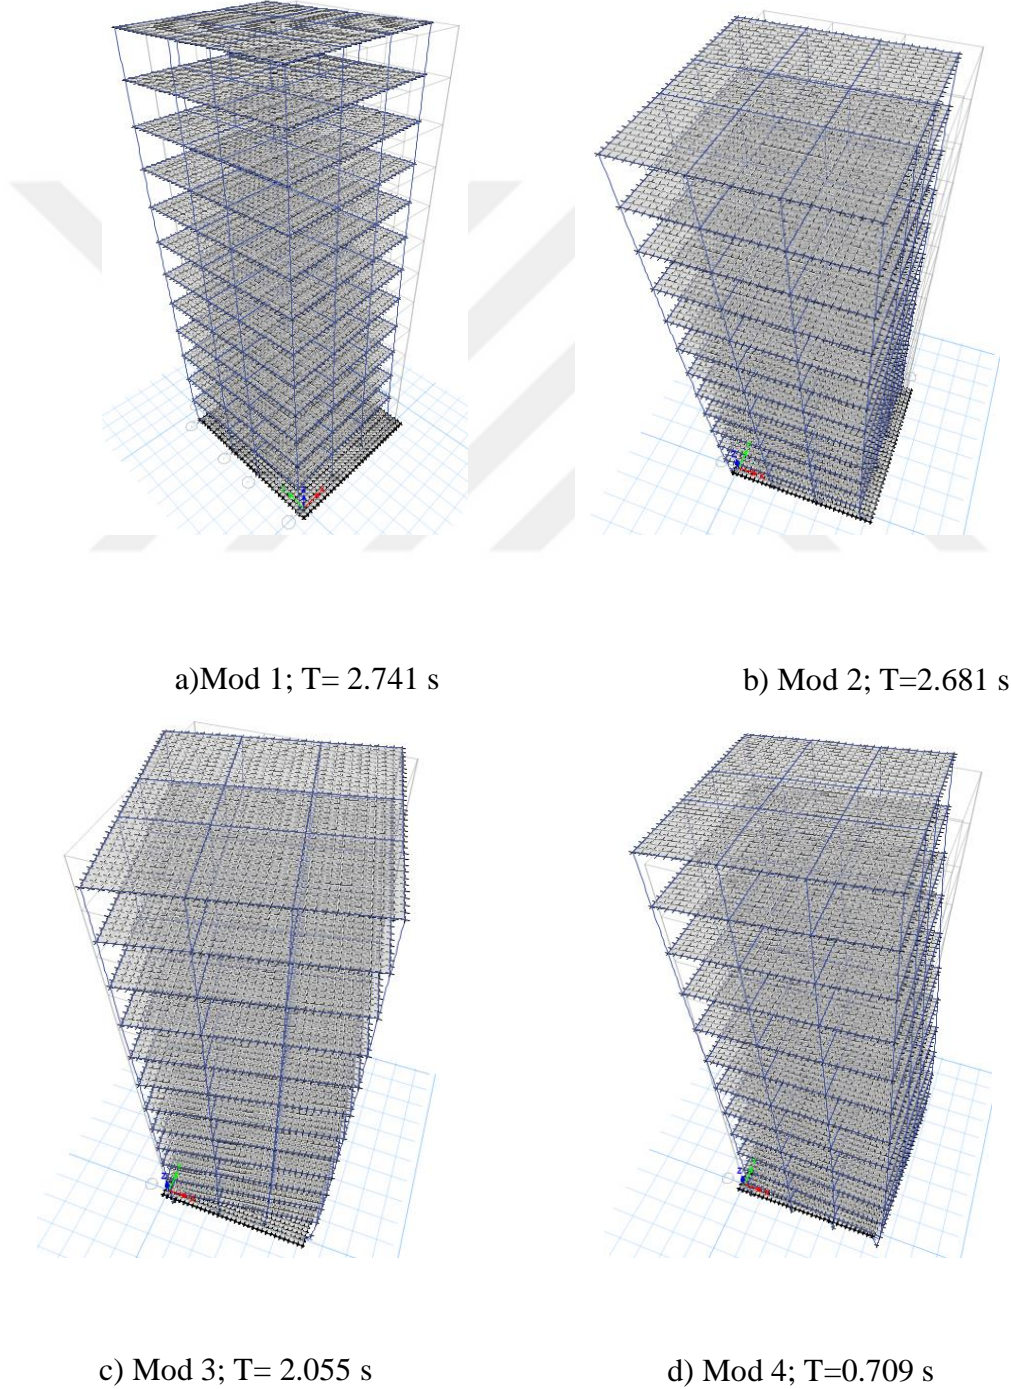 a)Mod 1; T= 2.741 s
b) Mod 2; T=2.681 s
c) Mod 3; T= 2.055 s
d) Mod 4; T=0.709 s